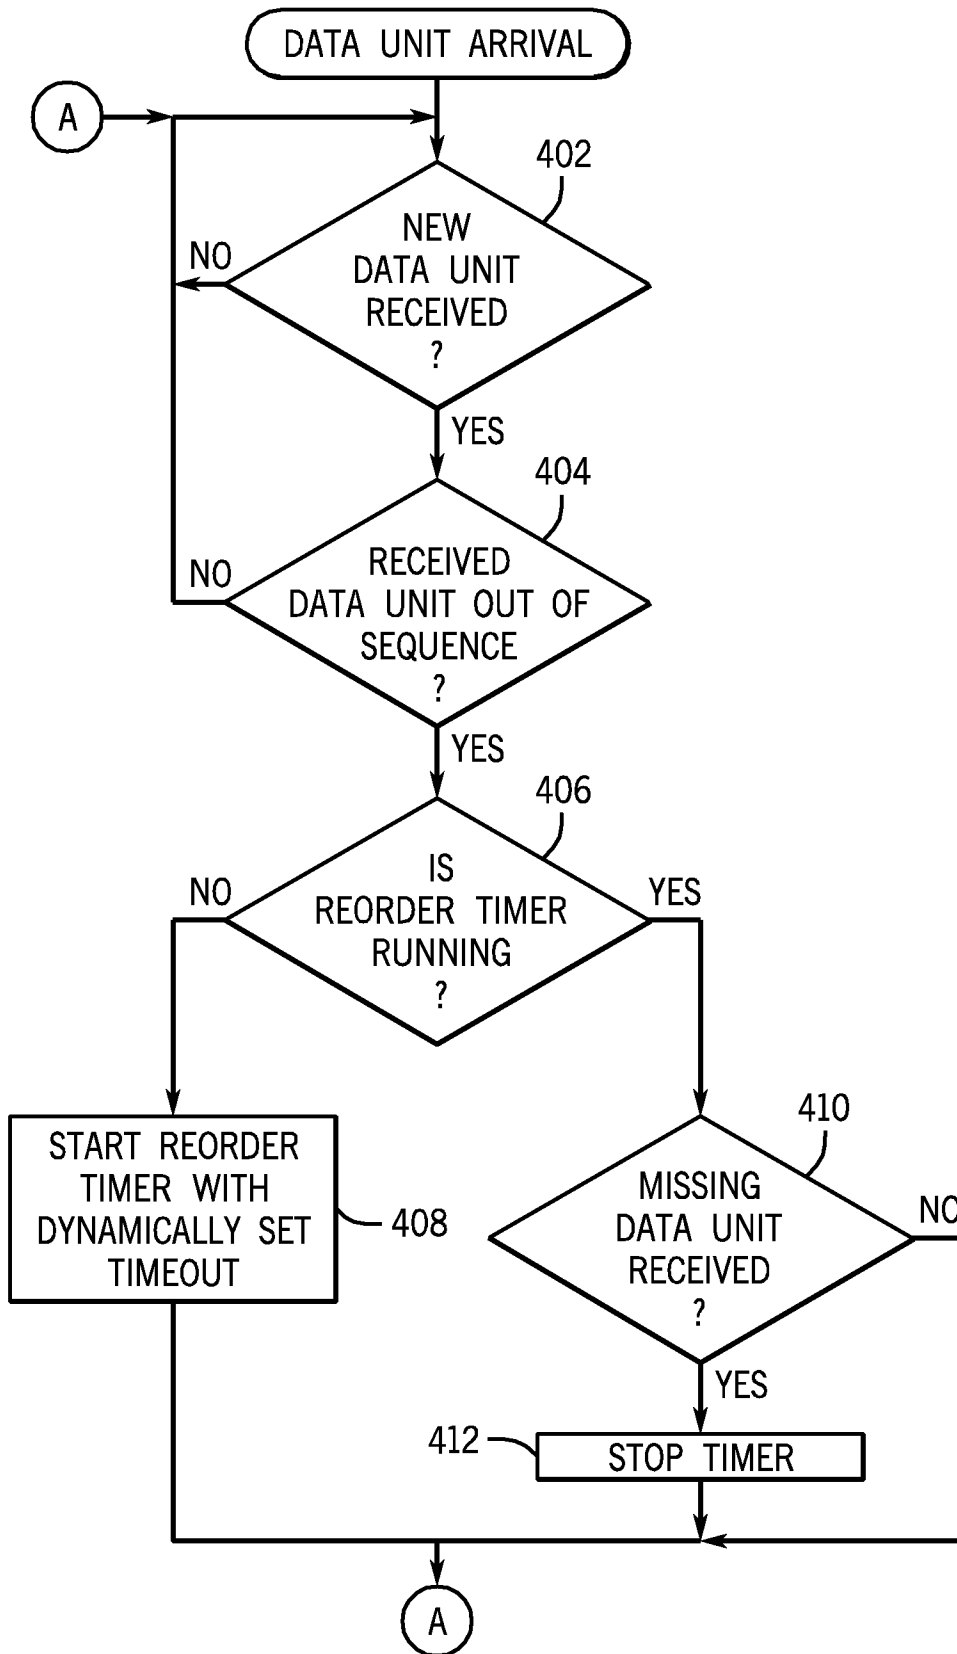 DATA UNIT ARRIVAL
A
402
NEW
DATA UNIT
RECEIVED
?
NO
YES
404
RECEIVED
DATA UNIT OUT OF
SEQUENCE
?
NO
YES
406
IS
REORDER TIMER
RUNNING
?
NO
YES
START REORDER
TIMER WITH
DYNAMICALLY SET
TIMEOUT
408
410
MISSING
DATA UNIT
RECEIVED
?
NO
YES
412
STOP TIMER
A